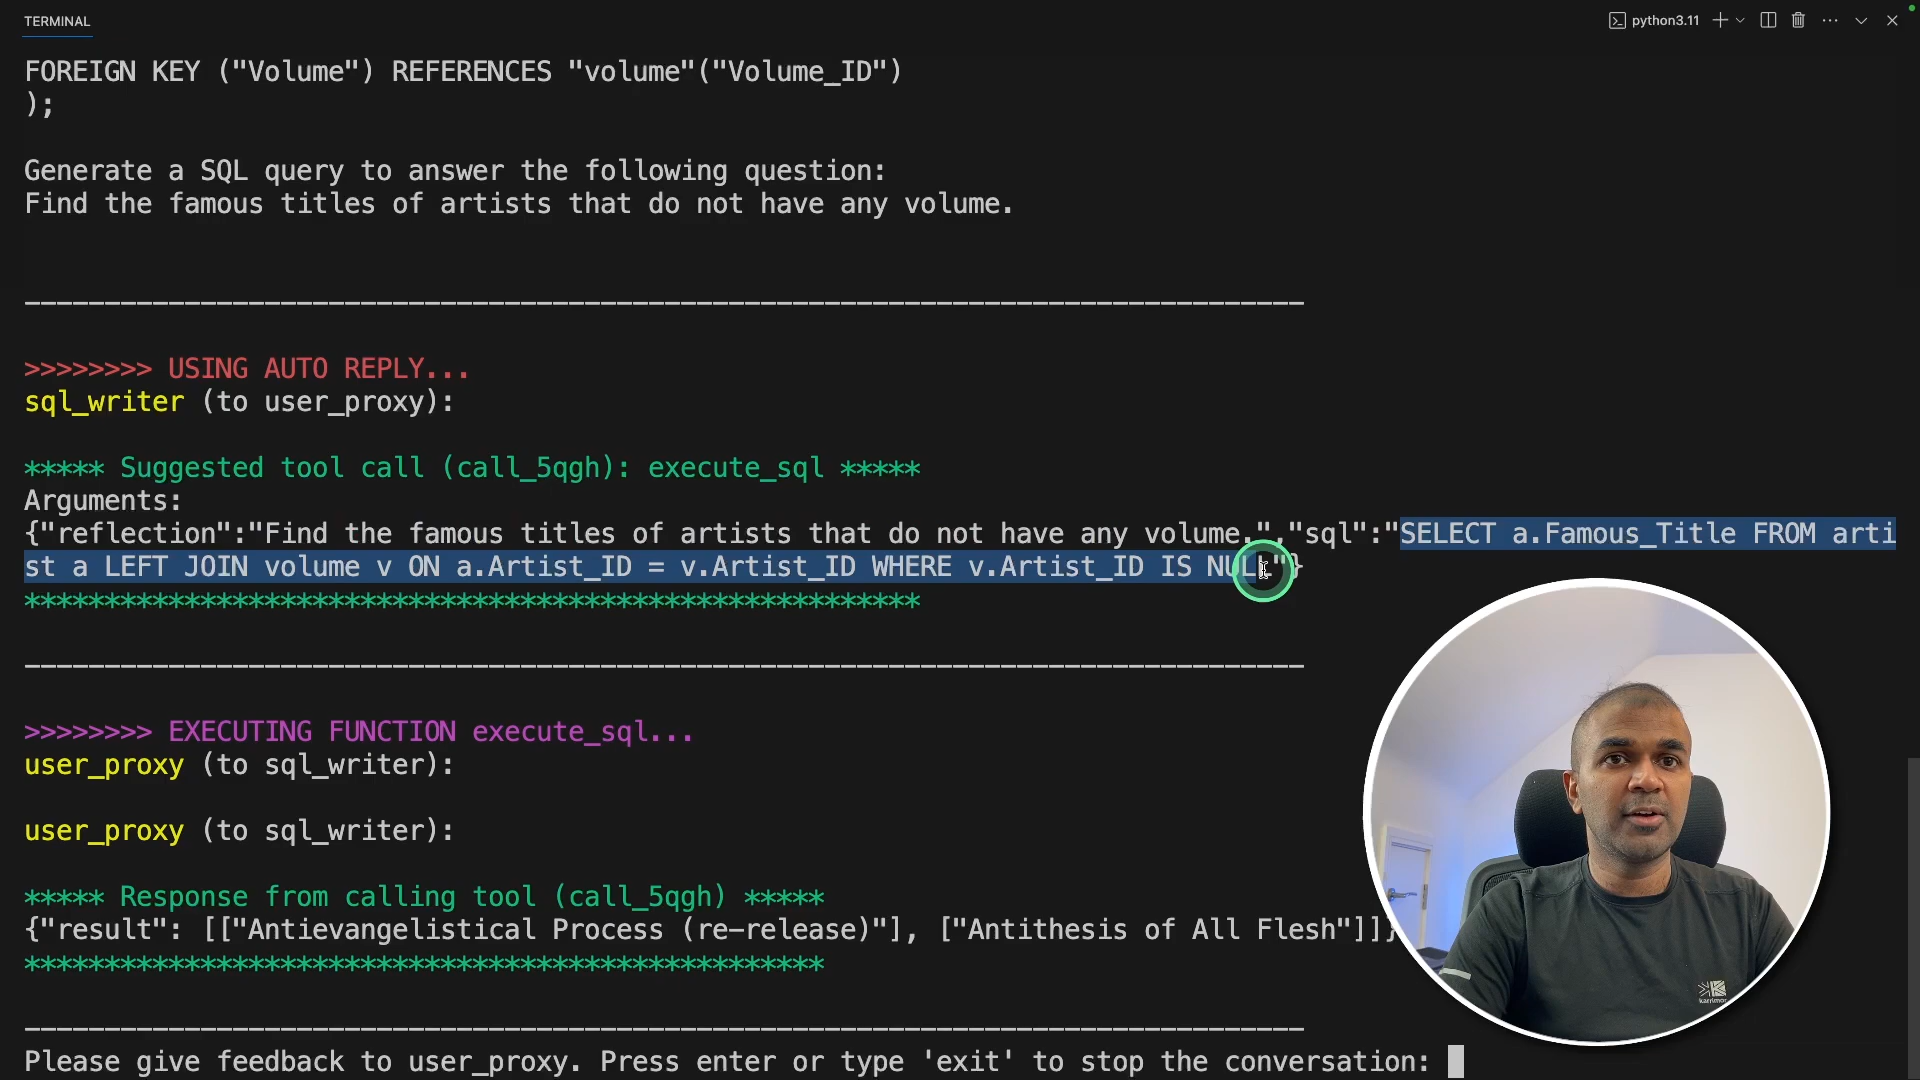 TERMINAL
python3.11
FOREIGN KEY ("Volume") REFERENCES "volume"("Volume_ID")
);
Generate a SQL query to answer the following question:
Find the famous titles of artists that do not have any volume.
--------------------------------------------------------------------------------
>>>>>>>> USING AUTO REPLY...
sql_writer (to user_proxy):
***** Suggested tool call (call_5qgh): execute_sql *****
Arguments:
{"reflection":"Find the famous titles of artists that do not have any volume.","sql":"SELECT a.Famous_Title FROM arti
st a LEFT JOIN volume v ON a.Artist_ID = v.Artist_ID WHERE v.Artist_ID IS NULL"}
********************************************************
--------------------------------------------------------------------------------
>>>>>>>> EXECUTING FUNCTION execute_sql...
user_proxy (to sql_writer):
user_proxy (to sql_writer):
***** Response from calling tool (call_5qgh) *****
{"result": [["Antievangelistical Process (re-release)"], ["Antithesis of All Flesh"]]}
**************************************************
--------------------------------------------------------------------------------
Please give feedback to user_proxy. Press enter or type 'exit' to stop the conversation:
karrimor